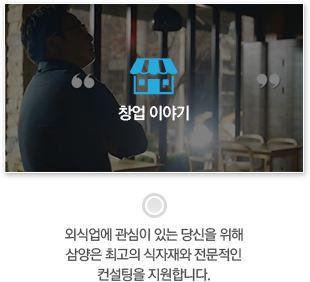 창업 이야기
외식업에 관심이 있는 당신을 위해
삼양은 최고의 식자재와 전문적인
컨설팅을 지원합니다.